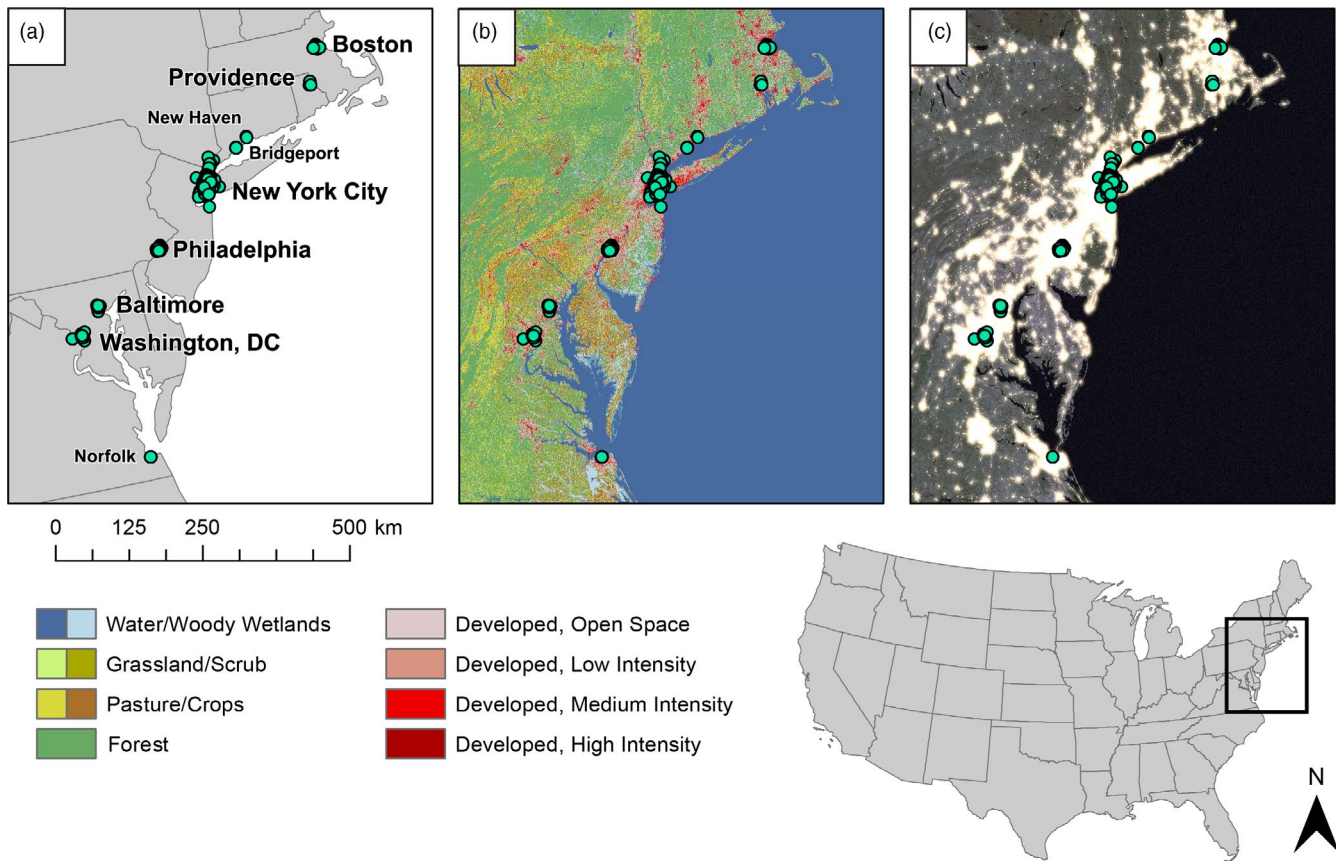 (a)
Boston
Providence
New Haven
Bridgeport
New York City
Philadelphia
Baltimore
Washington, DC
Norfolk
(b)
(c)
0 125 250 500 km
Water/Woody Wetlands
Grassland/Scrub
Pasture/Crops
Forest
Developed, Open Space
Developed, Low Intensity
Developed, Medium Intensity
Developed, High Intensity
N